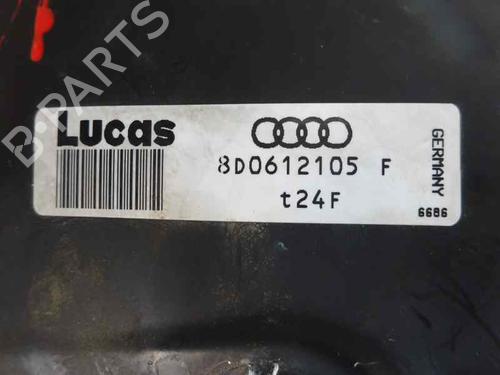 B-PARTS
Lucas
8D0612105 F
t24F
GERMANY
6686